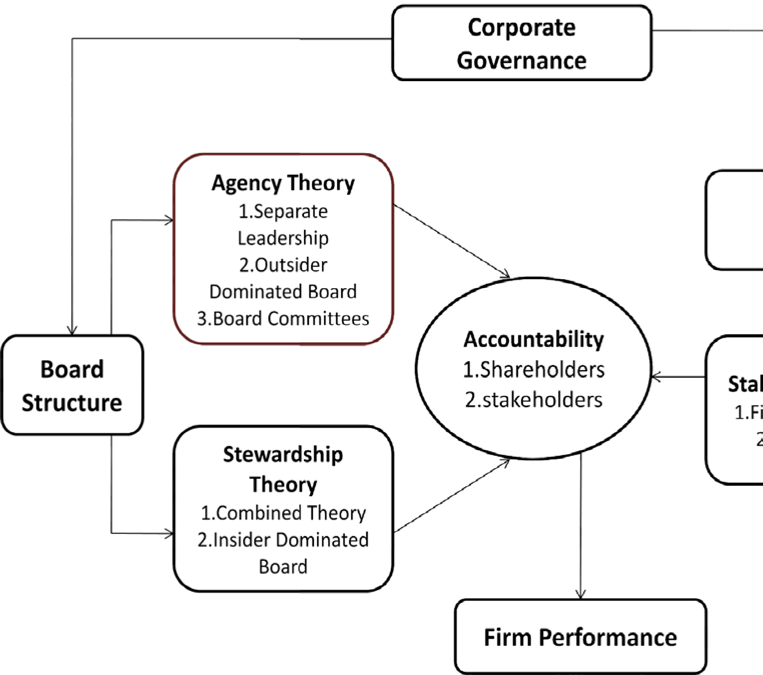 Corporate
Governance
Agency Theory
1.Separate
Leadership
2.Outsider
Dominated Board
3.Board Committees
Board
Structure
Accountability
1.Shareholders
2.stakeholders
Stewardship
Theory
1.Combined Theory
2.Insider Dominated
Board
Firm Performance